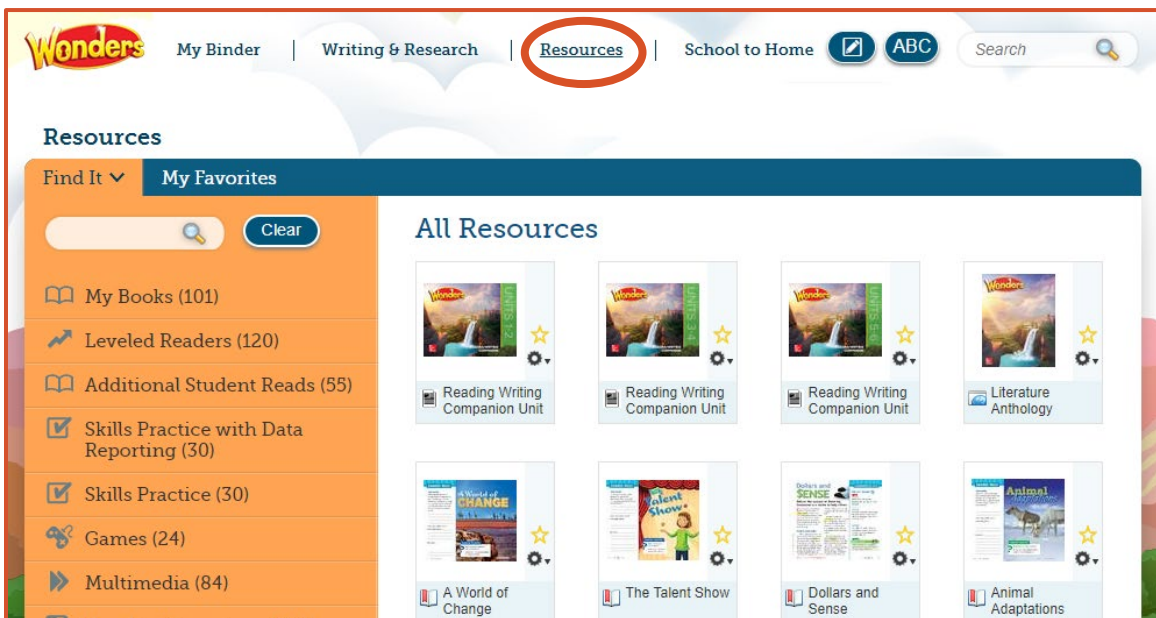 Wonders
My Binder | Writing & Research | Resources | School to Home ABC Search
Resources
Find It My Favorites
Clear
My Books (101)
Leveled Readers (120)
Additional Student Reads (55)
Skills Practice with Data
Reporting (30)
Skills Practice (30)
Games (24)
Multimedia (84)
All Resources
Wonders
UNITS 1-2
Reading Writing
Companion Unit
Wonders
UNITS 3-4
Reading Writing
Companion Unit
Wonders
UNITS 5-6
Reading Writing
Companion Unit
Wonders
Literature
Anthology
A World of
CHANGE
A World of
Change
Talent
Show
The Talent Show
Dollars and
SENSE
Dollars and
Sense
Animal
Adaptations
Animal
Adaptations